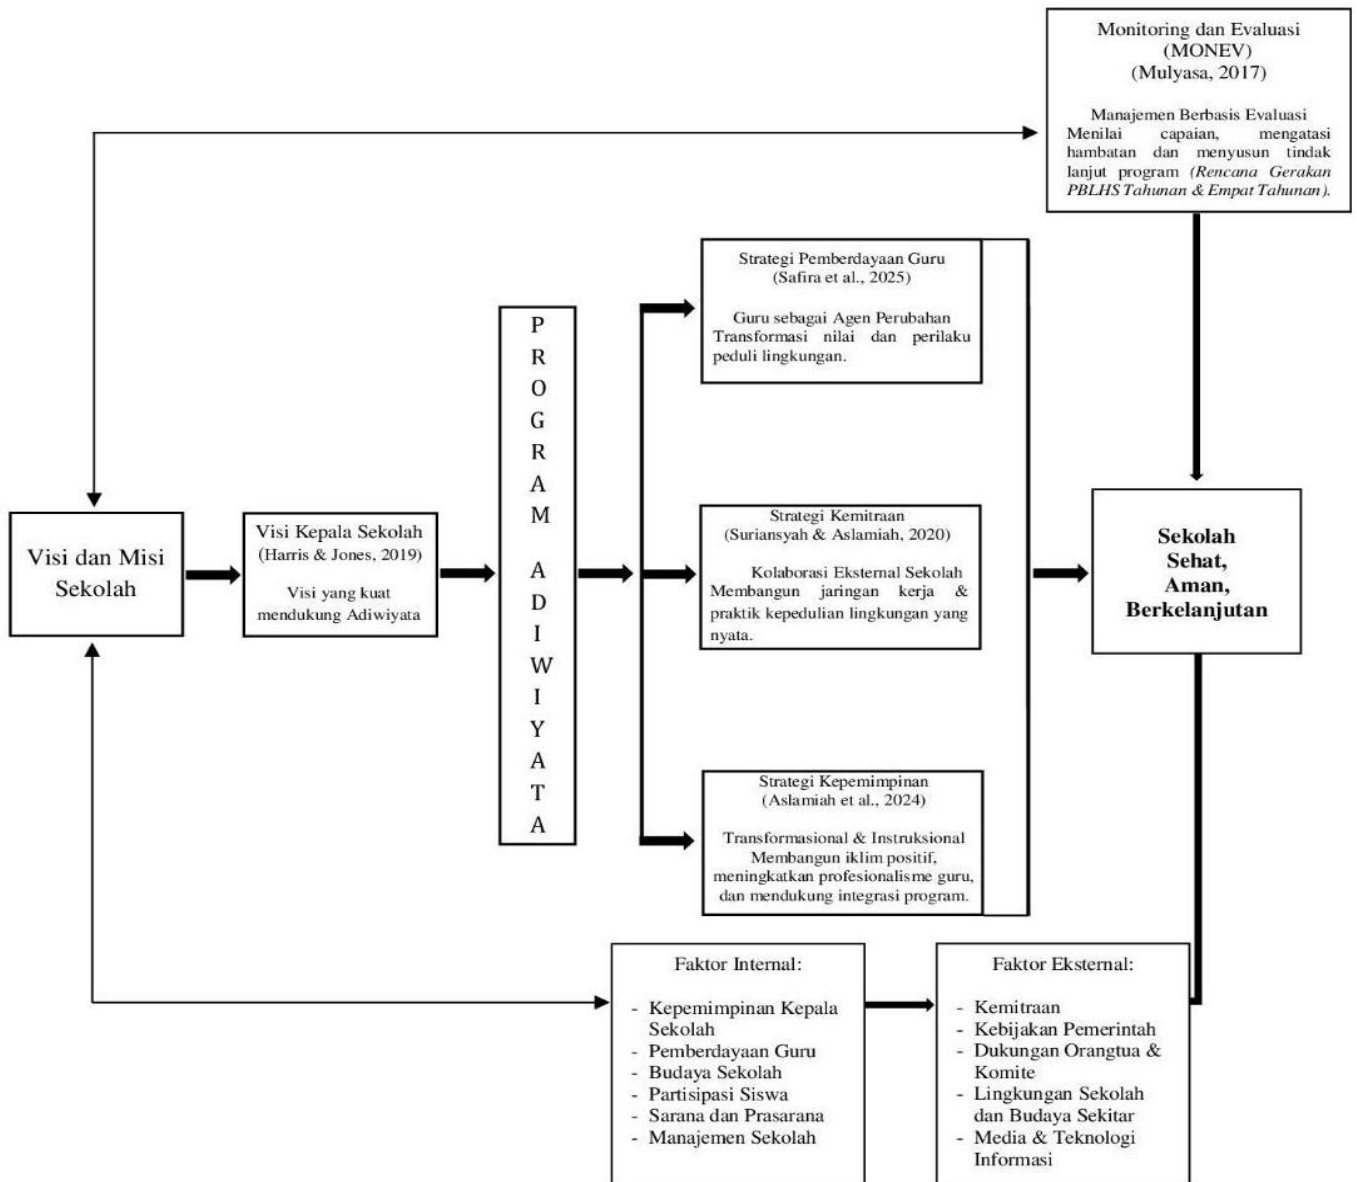 Monitoring dan Evaluasi
(MONEV)
(Mulyasa, 2017)
Manajemen Berbasis Evaluasi
Menilai capaian, mengatasi
hambatan dan menyusun tindak
lanjut program (Rencana Gerakan
PBLHS Tahunan & Empat Tahunan).
Visi dan Misi
Sekolah
Visi Kepala Sekolah
(Harris & Jones, 2019)
Visi yang kuat
mendukung Adiwiyata
P
R
O
G
R
A
M
A
D
I
W
I
Y
A
T
A
Strategi Pemberdayaan Guru
(Safira et al., 2025)
Guru sebagai Agen Perubahan
Transformasi nilai dan perilaku
peduli lingkungan.
Strategi Kemitraan
(Suriansyah & Aslamiah, 2020)
Kolaborasi Eksternal Sekolah
Membangun jaringan kerja &
praktik kepedulian lingkungan yang
nyata.
Strategi Kepemimpinan
(Aslamiah et al., 2024)
Transformasional & Instruksional
Membangun iklim positif,
meningkatkan profesionalisme guru,
dan mendukung integrasi program.
Sekolah
Sehat,
Aman,
Berkelanjutan
Faktor Internal:
- Kepemimpinan Kepala
Sekolah
- Pemberdayaan Guru
- Budaya Sekolah
- Partisipasi Siswa
- Sarana dan Prasarana
- Manajemen Sekolah
Faktor Eksternal:
- Kemitraan
- Kebijakan Pemerintah
- Dukungan Orangtua &
Komite
- Lingkungan Sekolah
dan Budaya Sekitar
- Media & Teknologi
Informasi